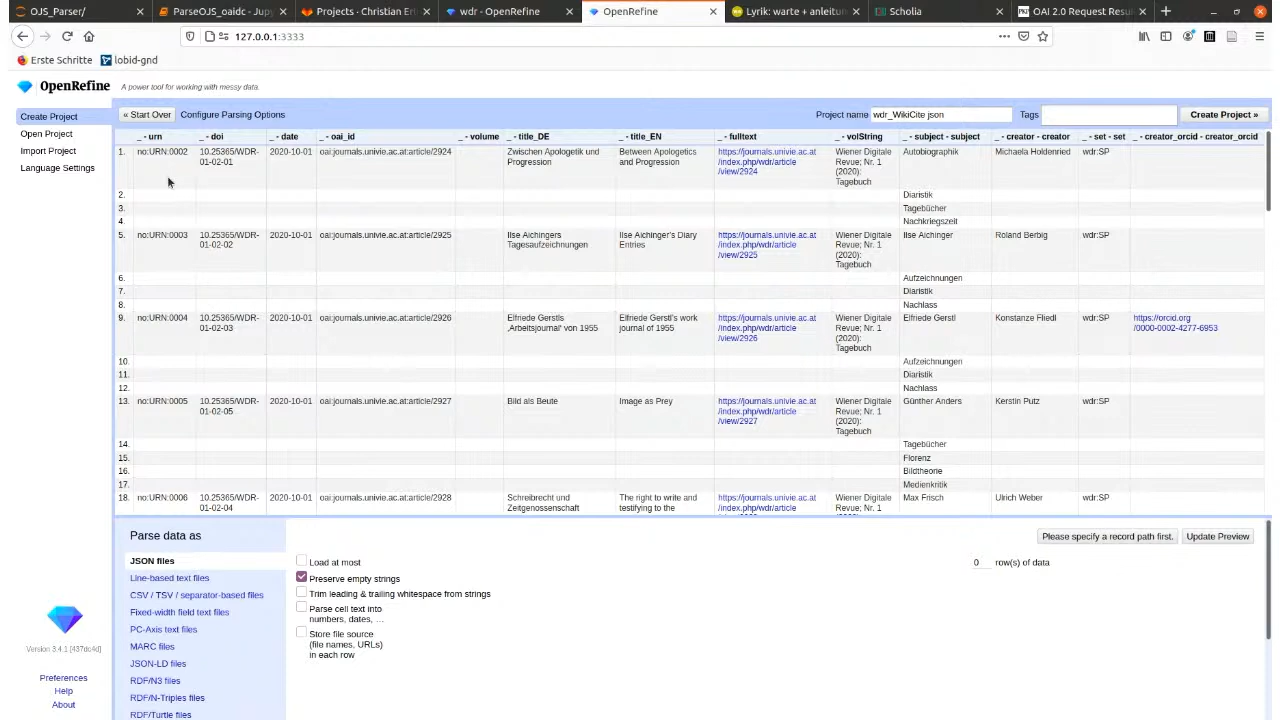 OJS_Parser/
ParseOJS_oaidc - Jupy
Projects · Christian Erl
wdr - OpenRefine
OpenRefine
Lyrik: warte + anleitun
Scholia
OAI 2.0 Request Resul
127.0.0.1:3333
Erste Schritte
lobid-gnd
OpenRefine
A power tool for working with messy data.
Create Project
Open Project
Import Project
Language Settings
« Start Over
Configure Parsing Options
Project name
wdr_WikiCite json
Tags
Create Project »
_ - urn
_ - doi
_ - date
_ - oai_id
_ - volume
_ - title_DE
_ - title_EN
_ - fulltext
_ - volString
_ - subject - subject
_ - creator - creator
_ - set - set
_ - creator_orcid - creator_orcid
1.
no:URN:0002
10.25365/WDR-
01-02-01
2020-10-01
oai:journals.univie.ac.at:article/2924
Zwischen Apologetik und
Progression
Between Apologetics
and Progression
https://journals.univie.ac.at
/index.php/wdr/article
/view/2924
Wiener Digitale
Revue; Nr. 1
(2020):
Tagebuch
Autobiographik
Michaela Holdenried
wdr:SP
2.
Diaristik
3.
Tagebücher
4.
Nachkriegszeit
5.
no:URN:0003
10.25365/WDR-
01-02-02
2020-10-01
oai:journals.univie.ac.at:article/2925
Ilse Aichingers
Tagesaufzeichnungen
Ilse Aichinger's Diary
Entries
https://journals.univie.ac.at
/index.php/wdr/article
/view/2925
Wiener Digitale
Revue; Nr. 1
(2020):
Tagebuch
Ilse Aichinger
Roland Berbig
wdr:SP
6.
Aufzeichnungen
7.
Diaristik
8.
Nachlass
9.
no:URN:0004
10.25365/WDR-
01-02-03
2020-10-01
oai:journals.univie.ac.at:article/2926
Elfriede Gerstls
‚Arbeitsjournal' von 1955
Elfriede Gerstl's work
journal of 1955
https://journals.univie.ac.at
/index.php/wdr/article
/view/2926
Wiener Digitale
Revue; Nr. 1
(2020):
Tagebuch
Elfriede Gerstl
Konstanze Fliedl
wdr:SP
https://orcid.org
/0000-0002-4277-6953
10.
Aufzeichnungen
11.
Diaristik
12.
Nachlass
13.
no:URN:0005
10.25365/WDR-
01-02-05
2020-10-01
oai:journals.univie.ac.at:article/2927
Bild als Beute
Image as Prey
https://journals.univie.ac.at
/index.php/wdr/article
/view/2927
Wiener Digitale
Revue; Nr. 1
(2020):
Tagebuch
Günther Anders
Kerstin Putz
wdr:SP
14.
Tagebücher
15.
Florenz
16.
Bildtheorie
17.
Medienkritik
18.
no:URN:0006
10.25365/WDR-
01-02-04
2020-10-01
oai:journals.univie.ac.at:article/2928
Schreibrecht und
Zeitgenossenschaft
The right to write and
testifying to the
https://journals.univie.ac.at
/index.php/wdr/article
Wiener Digitale
Revue; Nr. 1
Max Frisch
Ulrich Weber
wdr:SP
Parse data as
JSON files
Line-based text files
CSV / TSV / separator-based files
Fixed-width field text files
PC-Axis text files
MARC files
JSON-LD files
RDF/N3 files
RDF/N-Triples files
RDF/Turtle files
Please specify a record path first.
Update Preview
Load at most
0
row(s) of data
Preserve empty strings
Trim leading & trailing whitespace from strings
Parse cell text into
numbers, dates, ...
Store file source
(file names, URLs)
in each row
Version 3.4.1 [437dc4d]
Preferences
Help
About